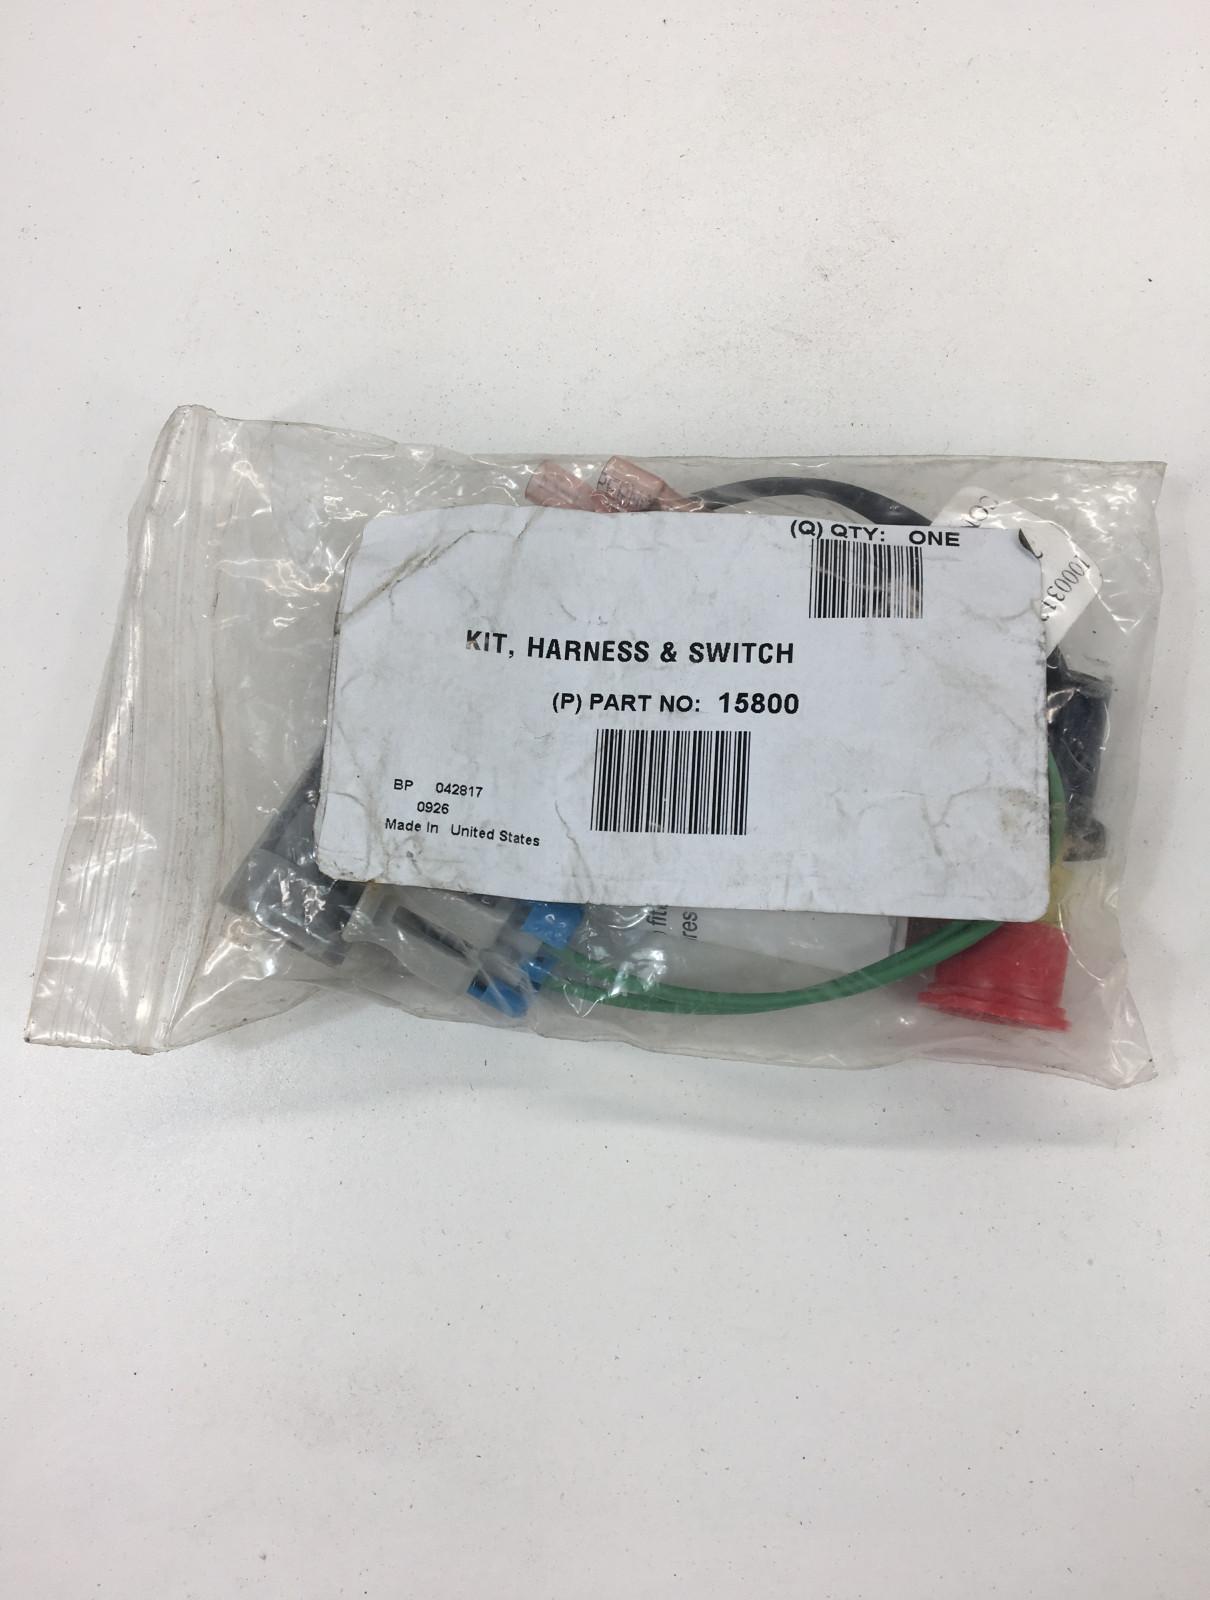 (Q) QTY: ONE
KIT, HARNESS & SWITCH
(P) PART NO: 15800
BP 042817
0926
Made In United States